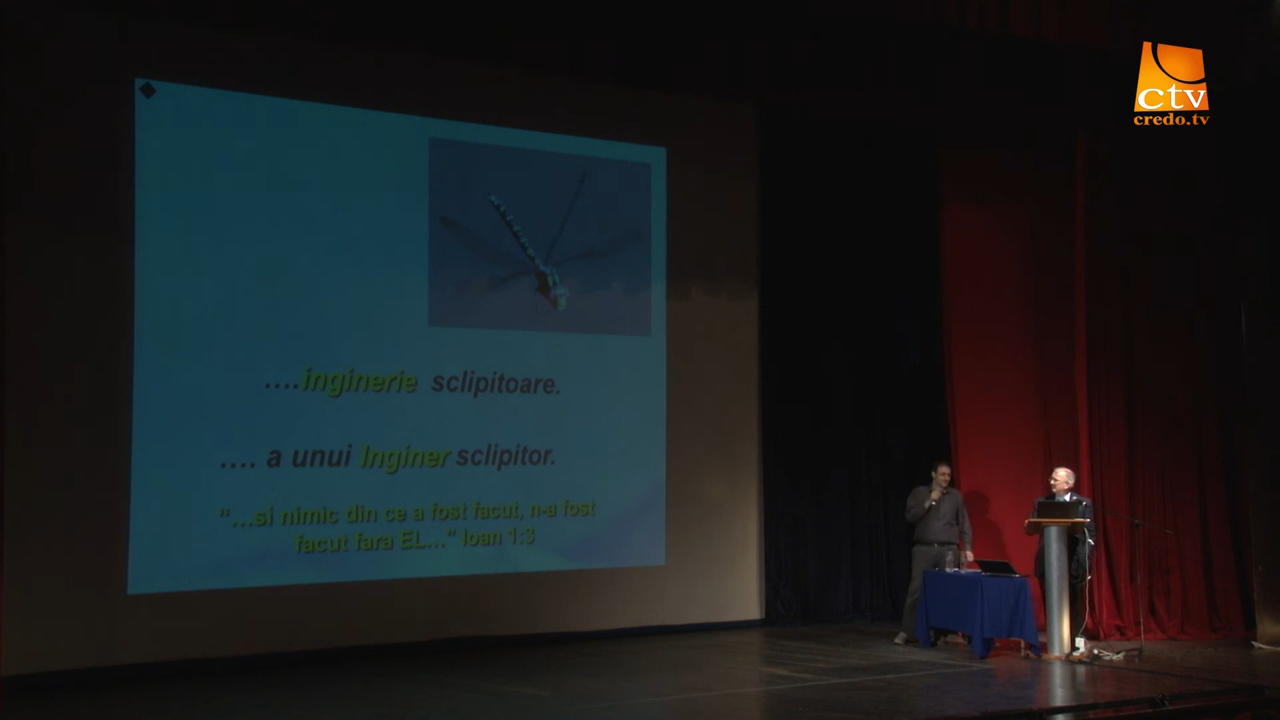 ctv
credo.tv
....inginerie sclipitoare.
.... a unui Inginer sclipitor.
"...si nimic din ce a fost facut, n-a fost
facut fara EL..." Ioan 1:3